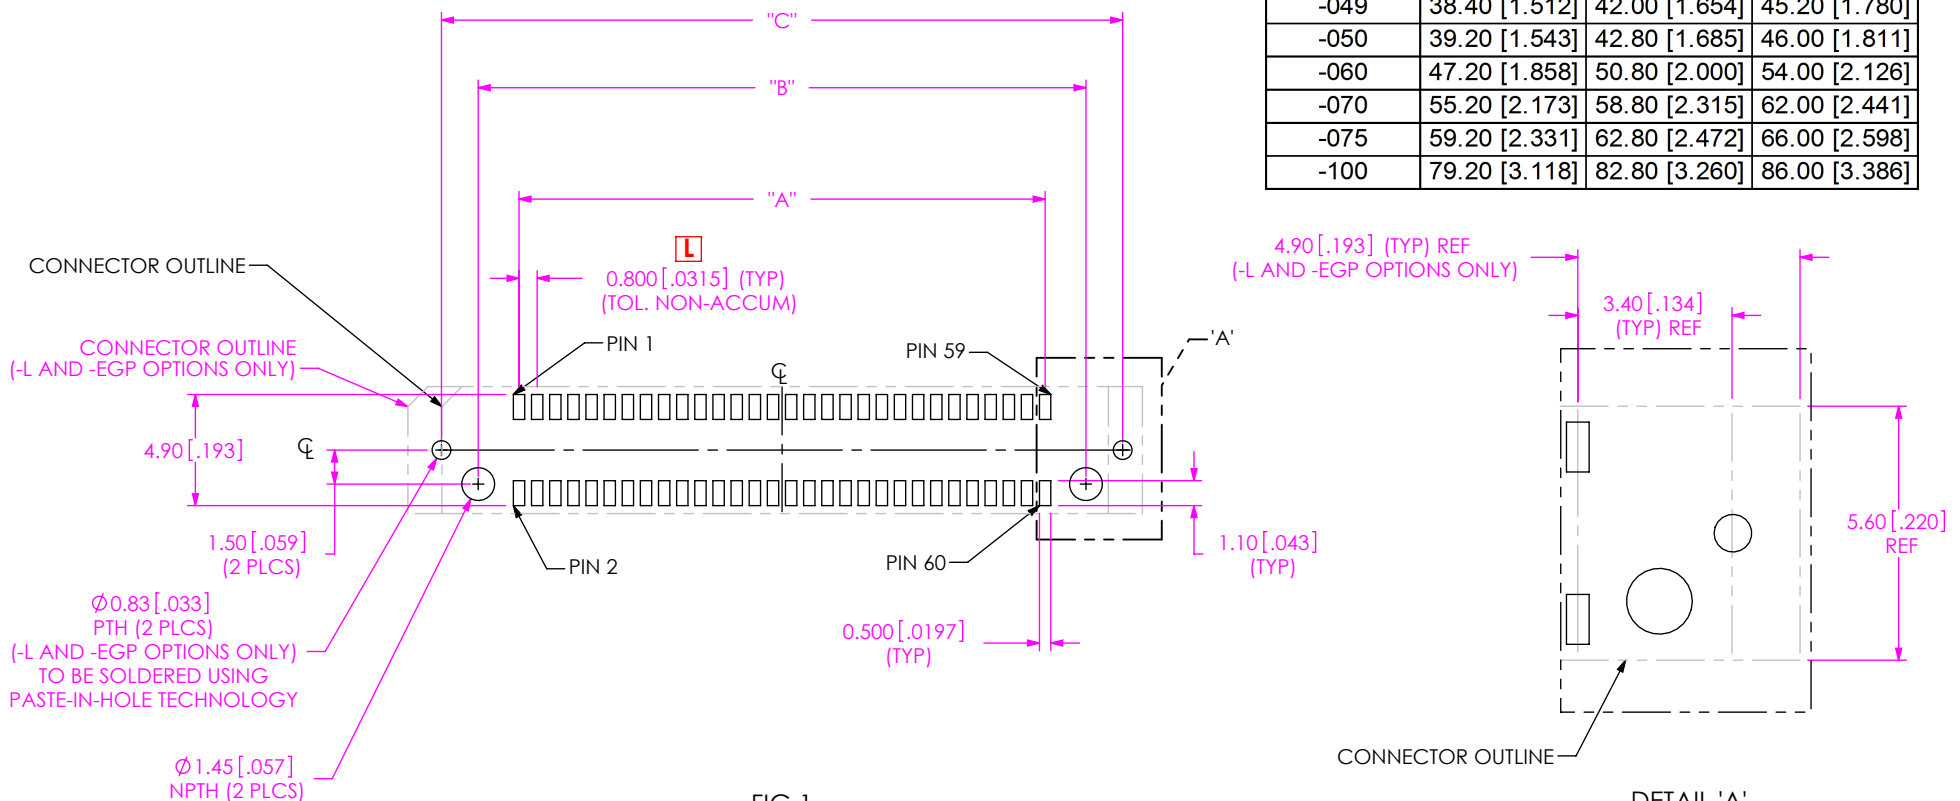 "C"
-049 38.40 [1.512] 42.00 [1.654] 45.20 [1.780]
-050 39.20 [1.543] 42.80 [1.685] 46.00 [1.811]
-060 47.20 [1.858] 50.80 [2.000] 54.00 [2.126]
-070 55.20 [2.173] 58.80 [2.315] 62.00 [2.441]
-075 59.20 [2.331] 62.80 [2.472] 66.00 [2.598]
-100 79.20 [3.118] 82.80 [3.260] 86.00 [3.386]
"B"
"A"
L
0.800 [.0315] (TYP)
(TOL. NON-ACCUM)
CONNECTOR OUTLINE
CONNECTOR OUTLINE
(-L AND -EGP OPTIONS ONLY)
PIN 1
PIN 59
'A'
℄
℄
4.90 [.193]
1.50 [.059]
(2 PLCS)
PIN 2
PIN 60
1.10 [.043]
(TYP)
0.500 [.0197]
(TYP)
Ø0.83 [.033]
PTH (2 PLCS)
(-L AND -EGP OPTIONS ONLY)
TO BE SOLDERED USING
PASTE-IN-HOLE TECHNOLOGY
Ø1.45 [.057]
NPTH (2 PLCS)
4.90 [.193] (TYP) REF
(-L AND -EGP OPTIONS ONLY)
3.40 [.134]
(TYP) REF
5.60 [.220]
REF
CONNECTOR OUTLINE
FIG 1
DETAIL 'A'